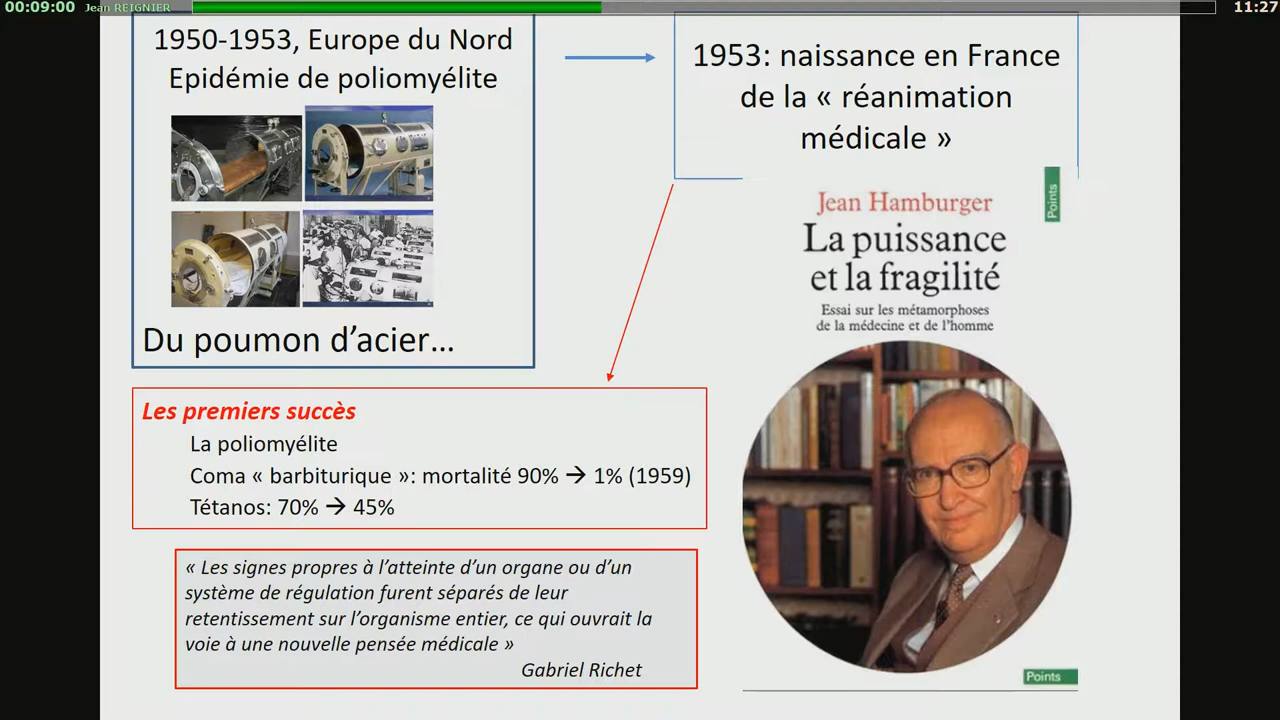 00:09:00 Jean REIGNIER 11:27
1950-1953, Europe du Nord
Epidémie de poliomyélite
Du poumon d’acier…
1953: naissance en France
de la « réanimation
médicale »
Points
Jean Hamburger
La puissance
et la fragilité
Essai sur les métamorphoses
de la médecine et de l'homme
Les premiers succès
La poliomyélite
Coma « barbiturique »: mortalité 90% → 1% (1959)
Tétanos: 70% → 45%
« Les signes propres à l’atteinte d’un organe ou d’un
système de régulation furent séparés de leur
retentissement sur l’organisme entier, ce qui ouvrait la
voie à une nouvelle pensée médicale »
Gabriel Richet
Points